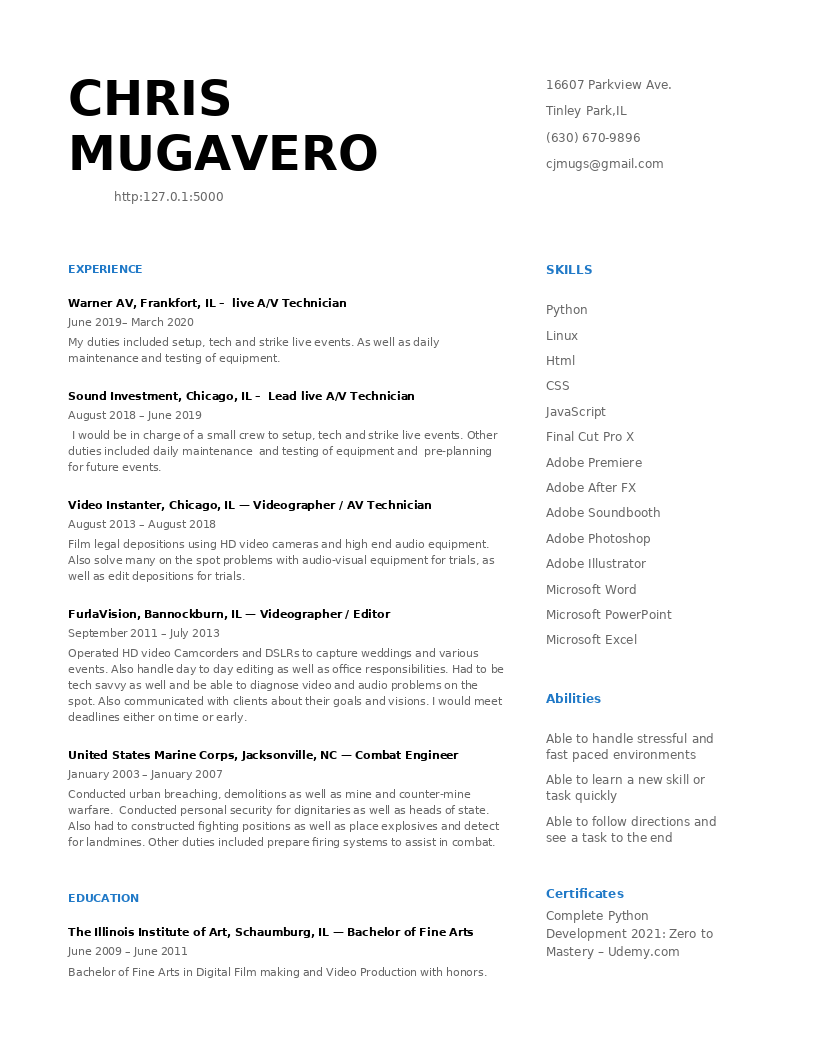 CHRIS
MUGAVERO
http:127.0.1:5000
16607 Parkview Ave.
Tinley Park,IL
(630) 670-9896
cjmugs@gmail.com
EXPERIENCE
Warner AV, Frankfort, IL – live A/V Technician
June 2019– March 2020
My duties included setup, tech and strike live events. As well as daily
maintenance and testing of equipment.
Sound Investment, Chicago, IL – Lead live A/V Technician
August 2018 – June 2019
I would be in charge of a small crew to setup, tech and strike live events. Other
duties included daily maintenance and testing of equipment and pre-planning
for future events.
Video Instanter, Chicago, IL — Videographer / AV Technician
August 2013 – August 2018
Film legal depositions using HD video cameras and high end audio equipment.
Also solve many on the spot problems with audio-visual equipment for trials, as
well as edit depositions for trials.
FurlaVision, Bannockburn, IL — Videographer / Editor
September 2011 – July 2013
Operated HD video Camcorders and DSLRs to capture weddings and various
events. Also handle day to day editing as well as office responsibilities. Had to be
tech savvy as well and be able to diagnose video and audio problems on the
spot. Also communicated with clients about their goals and visions. I would meet
deadlines either on time or early.
United States Marine Corps, Jacksonville, NC — Combat Engineer
January 2003 – January 2007
Conducted urban breaching, demolitions as well as mine and counter-mine
warfare. Conducted personal security for dignitaries as well as heads of state.
Also had to constructed fighting positions as well as place explosives and detect
for landmines. Other duties included prepare firing systems to assist in combat.
EDUCATION
The Illinois Institute of Art, Schaumburg, IL — Bachelor of Fine Arts
June 2009 – June 2011
Bachelor of Fine Arts in Digital Film making and Video Production with honors.
SKILLS
Python
Linux
Html
CSS
JavaScript
Final Cut Pro X
Adobe Premiere
Adobe After FX
Adobe Soundbooth
Adobe Photoshop
Adobe Illustrator
Microsoft Word
Microsoft PowerPoint
Microsoft Excel
Abilities
Able to handle stressful and
fast paced environments
Able to learn a new skill or
task quickly
Able to follow directions and
see a task to the end
Certificates
Complete Python
Development 2021: Zero to
Mastery – Udemy.com